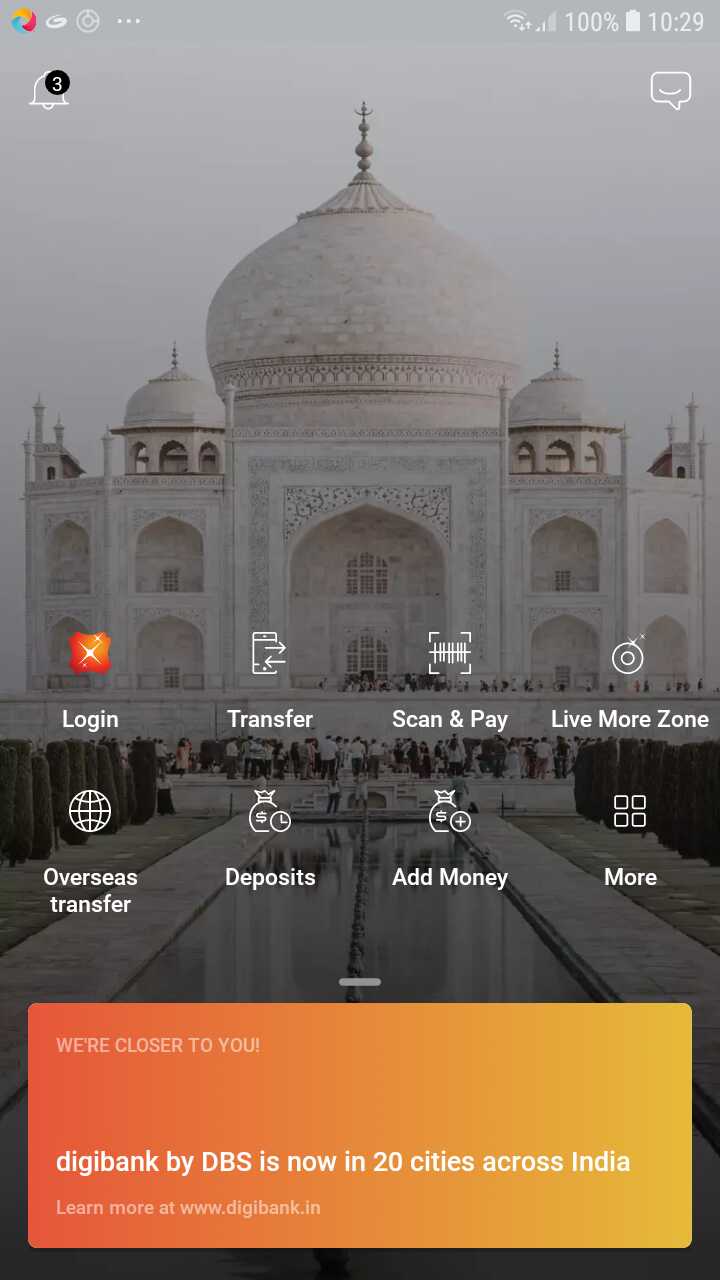 100% 10:29
3
Login Transfer Scan & Pay Live More Zone
Overseas transfer Deposits Add Money More
WE'RE CLOSER TO YOU!
digibank by DBS is now in 20 cities across India
Learn more at www.digibank.in